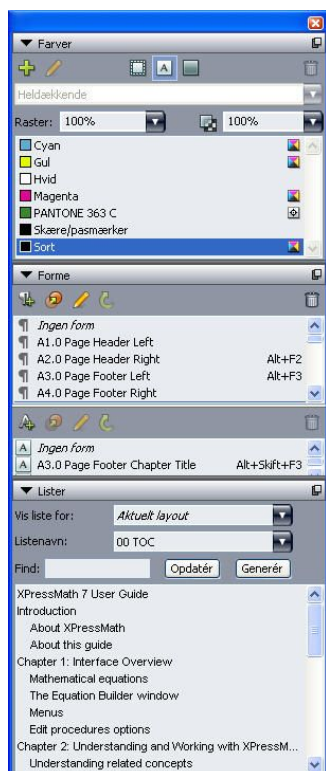 Farver
A
Heldækkende
Raster: 100% 100%
Cyan
Gul
Hvid
Magenta
PANTONE 363 C
Skære/pasmærker
Sort
Forme
Ingen form
A1.0 Page Header Left
A2.0 Page Header Right Alt+F2
A3.0 Page Footer Left Alt+F3
A4.0 Page Footer Right
A Ingen form
A A3.0 Page Footer Chapter Title Alt+Skift+F3
Lister
Vis liste for: Aktuelt layout
Listenavn: 00 TOC
Find: Opdatér Generér
XPressMath 7 User Guide
Introduction
About XPressMath
About this guide
Chapter 1: Interface Overview
Mathematical equations
The Equation Builder window
Menus
Edit procedures options
Chapter 2: Understanding and Working with XPressM...
Understanding related concepts